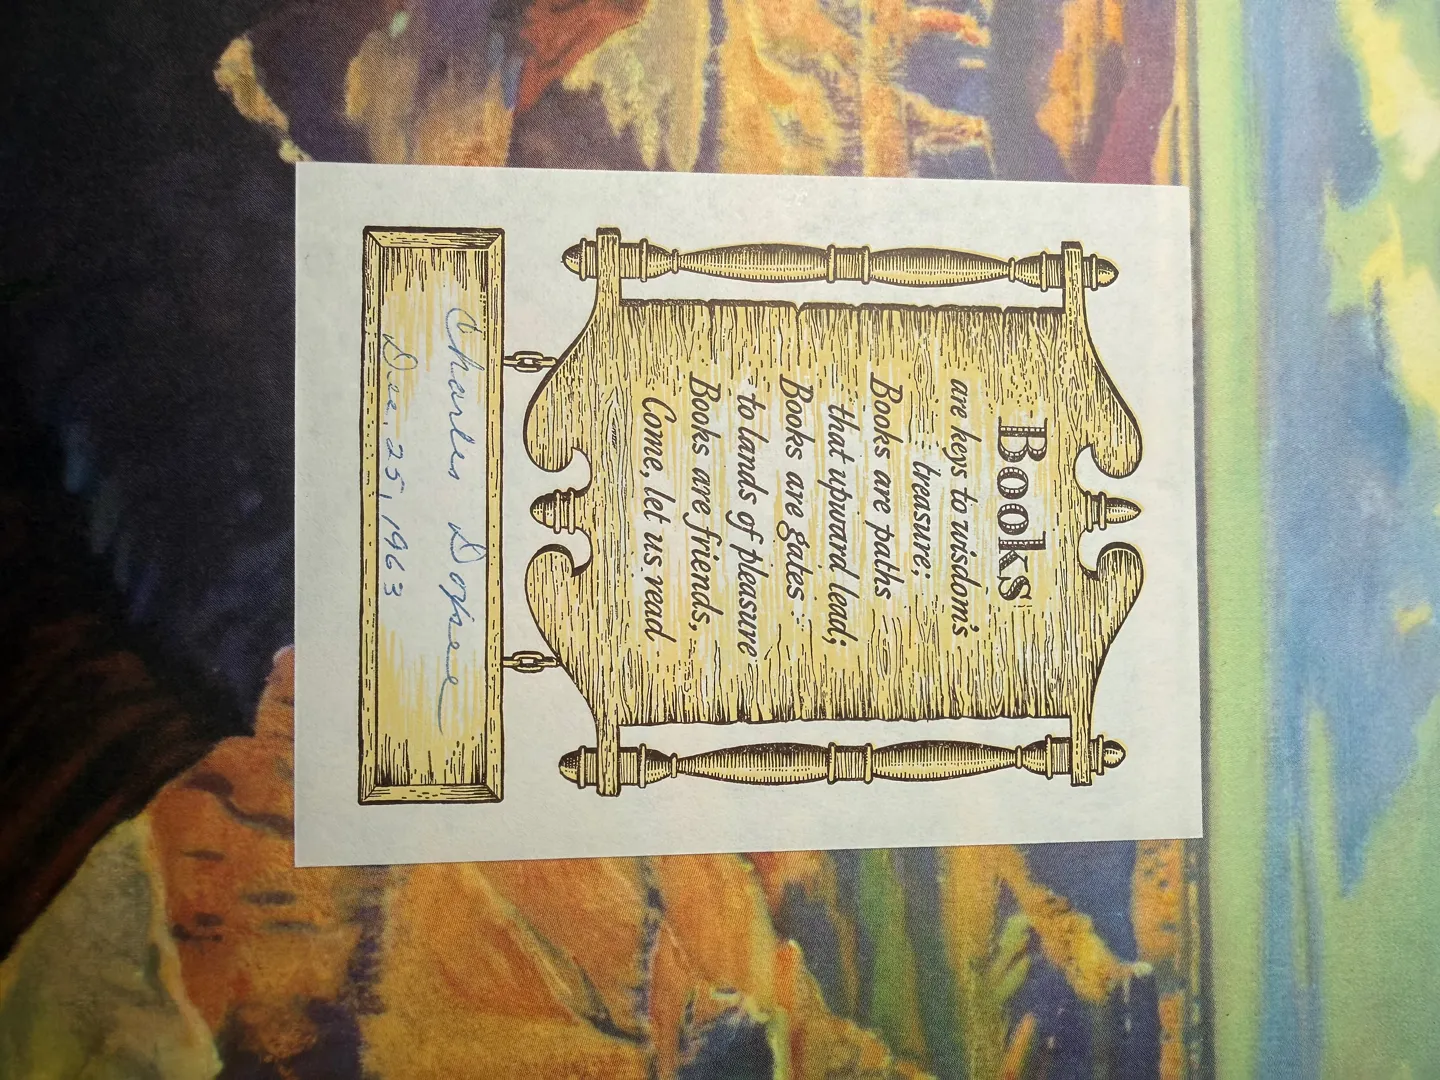 Books
are keys to wisdom's
treasure;
Books are paths
that upward lead;
Books are gates
to lands of pleasure
Books are friends,
Come, let us read
Charles
Dec. 25, 1963